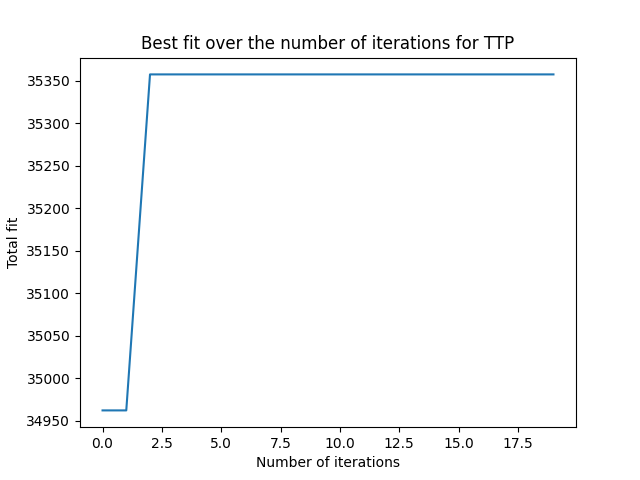 Best fit over the number of iterations for TTP
35350
35300
35250
35200
35150
35100
35050
35000
34950
Total fit
0.0 2.5 5.0 7.5 10.0 12.5 15.0 17.5
Number of iterations